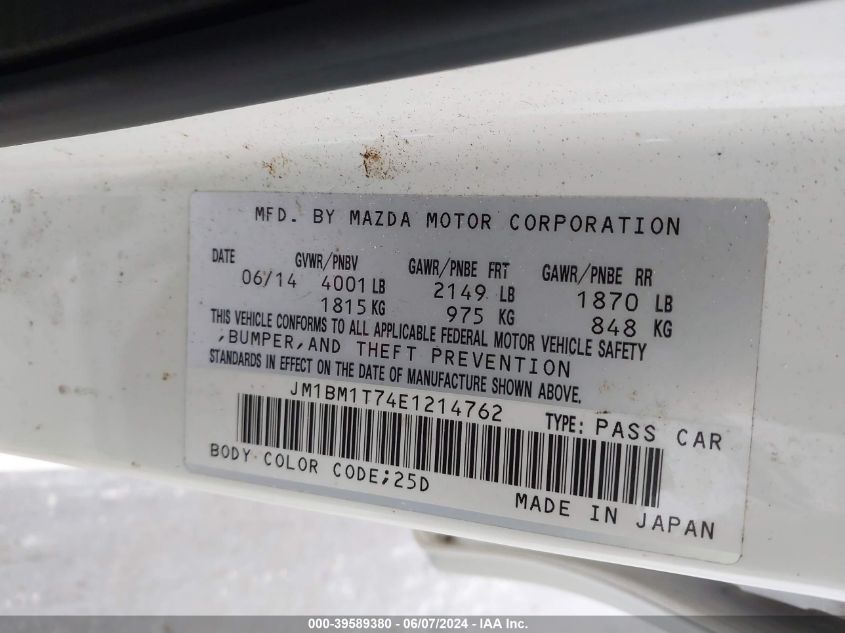 MFD. BY MAZDA MOTOR CORPORATION
DATE GVWR/PNBV GAWR/PNBE FRT GAWR/PNBE RR
06/14 4001 LB 2149 LB 1870 LB
1815 KG 975 KG 848 KG
THIS VEHICLE CONFORMS TO ALL APPLICABLE FEDERAL MOTOR VEHICLE SAFETY
,BUMPER,AND THEFT PREVENTION
STANDARDS IN EFFECT ON THE DATE OF MANUFACTURE SHOWN ABOVE.
JM1BM1T74E1214762 TYPE: PASS CAR
BODY COLOR CODE;25D
MADE IN JAPAN
000-39589380 - 06/07/2024 - IAA Inc.